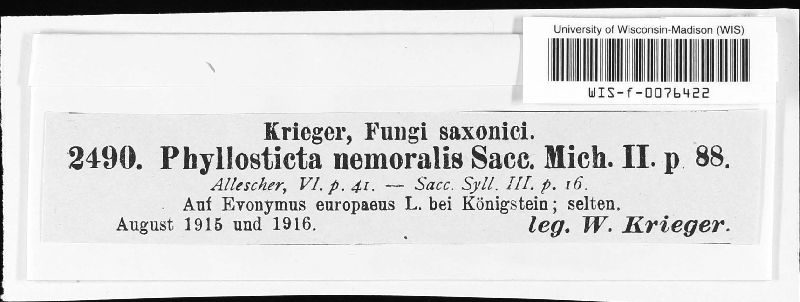 University of Wisconsin-Madison (WIS)
WIS-f-0076422
Krieger, Fungi saxonici.
2490. Phyllosticta nemoralis Sacc. Mich. II. p 88.
Allescher, VI. p. 41. — Sacc. Syll. III. p. 16.
Auf Evonymus europaeus L. bei Königstein; selten.
August 1915 und 1916. leg. W. Krieger.